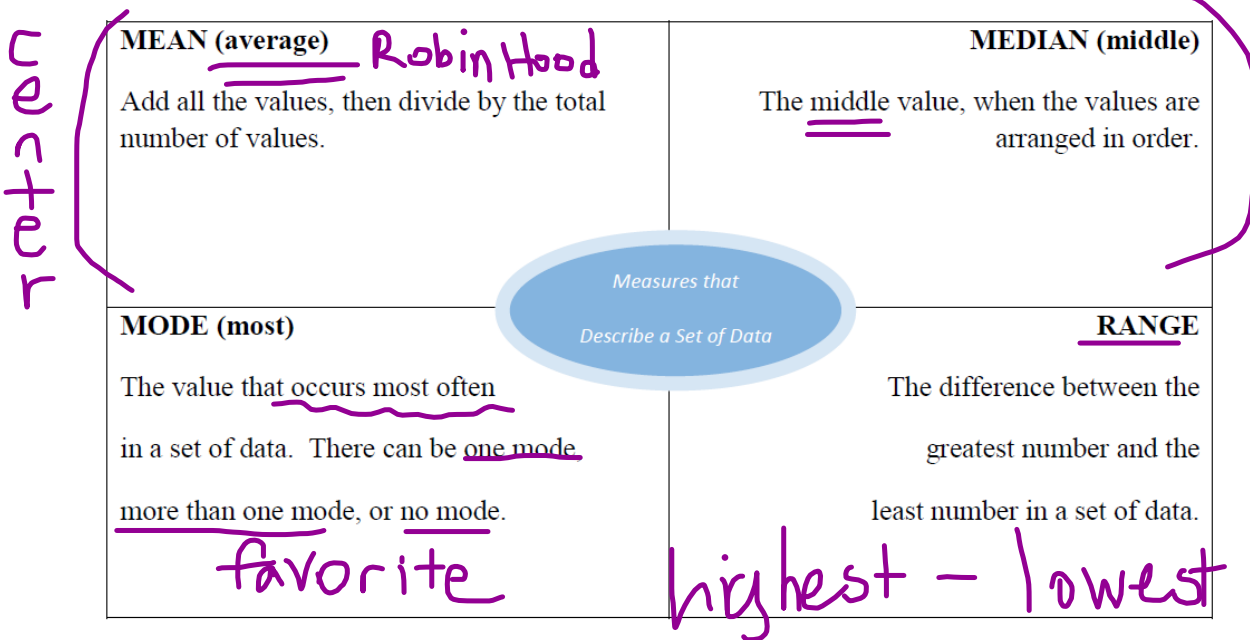 Center
MEAN (average) Robin Hood
Add all the values, then divide by the total
number of values.
MEDIAN (middle)
The middle value, when the values are
arranged in order.
Measures that
Describe a Set of Data
MODE (most)
The value that occurs most often
in a set of data. There can be one mode,
more than one mode, or no mode.
favorite
RANGE
The difference between the
greatest number and the
least number in a set of data.
highest - lowest